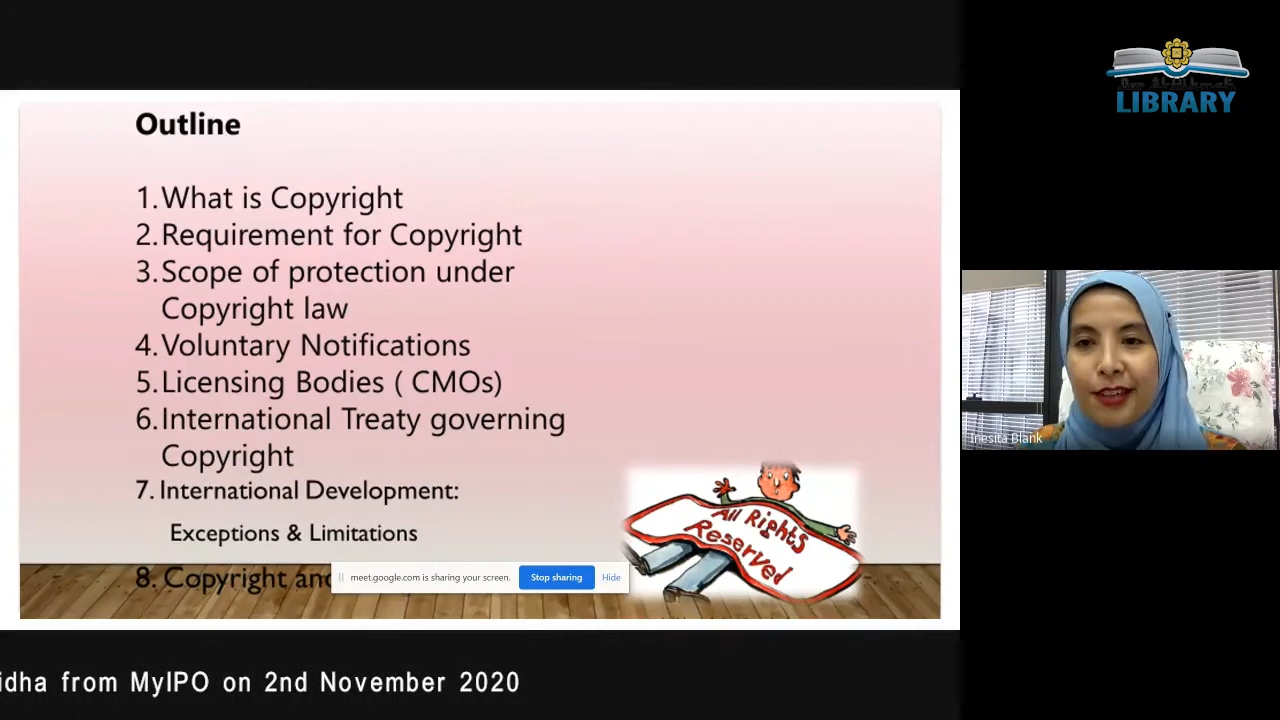 Outline
1. What is Copyright
2. Requirement for Copyright
3. Scope of protection under
Copyright law
4. Voluntary Notifications
5. Licensing Bodies ( CMOs)
6. International Treaty governing
Copyright
7. International Development:
Exceptions & Limitations
8. Copyright and
meet.google.com is sharing your screen. Stop sharing Hide
All Rights
Reserved
LIBRARY
Inesita Blank
idha from MyIPO on 2nd November 2020